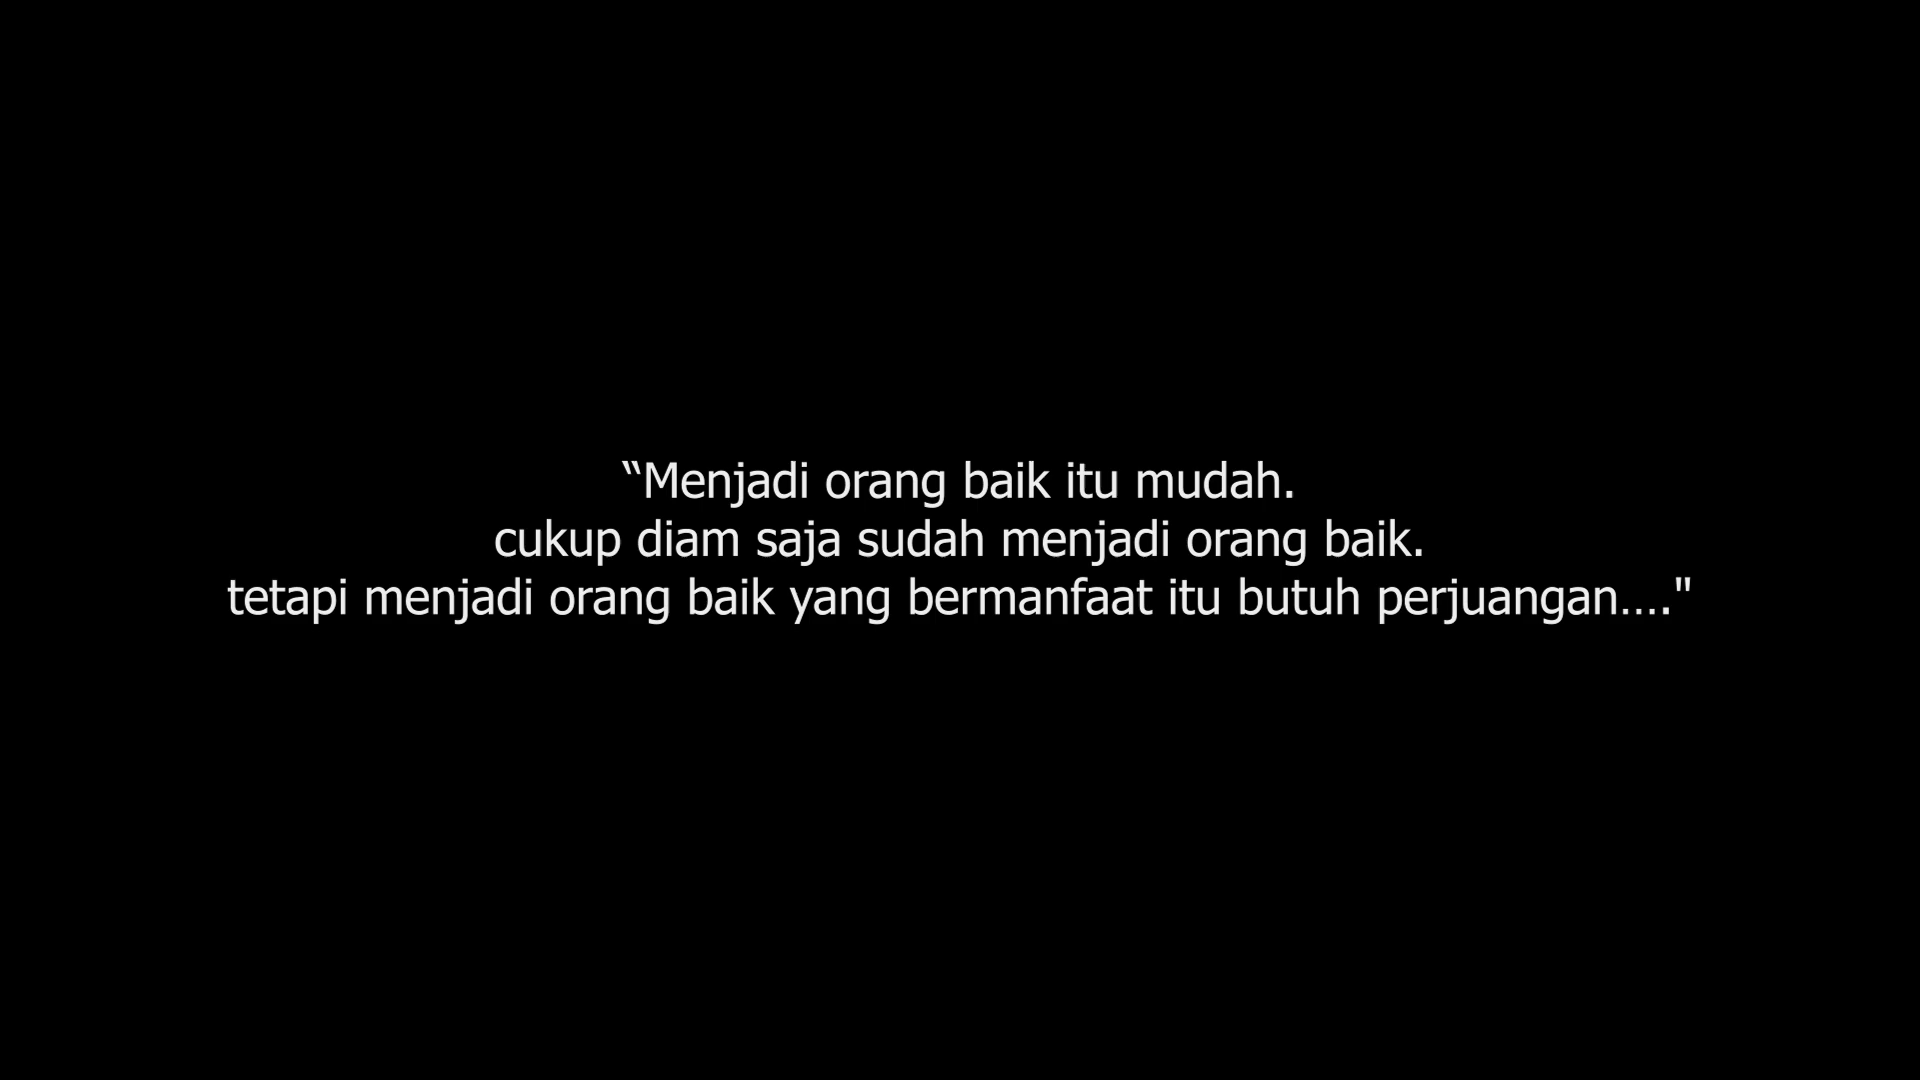 “Menjadi orang baik itu mudah.
cukup diam saja sudah menjadi orang baik.
tetapi menjadi orang baik yang bermanfaat itu butuh perjuangan...."